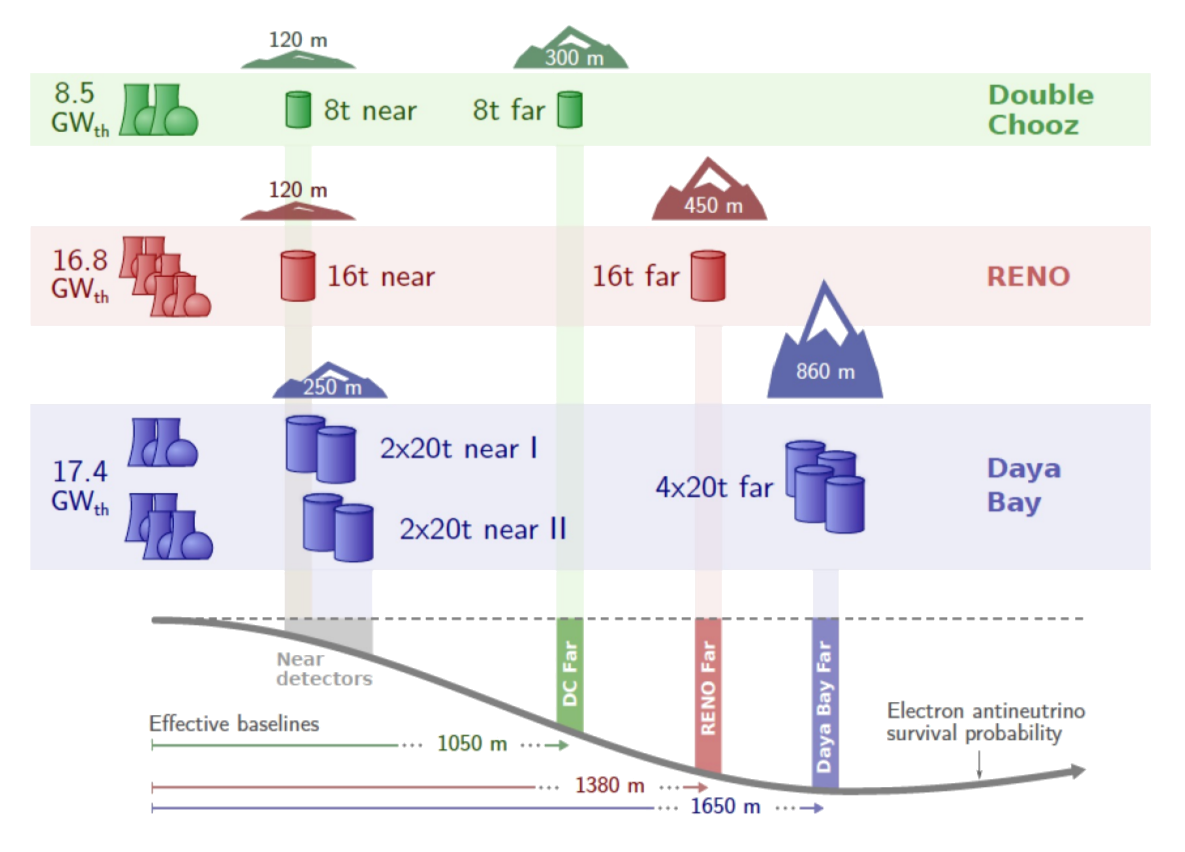 120 m
300 m
8.5
GWth
8t near
8t far
Double
Chooz
120 m
450 m
16.8
GWth
16t near
16t far
RENO
250 m
860 m
17.4
GWth
2x20t near I
2x20t near II
4x20t far
Daya
Bay
Near
detectors
DC Far
RENO Far
Daya Bay Far
Effective baselines
Electron antineutrino
survival probability
1050 m
1380 m
1650 m